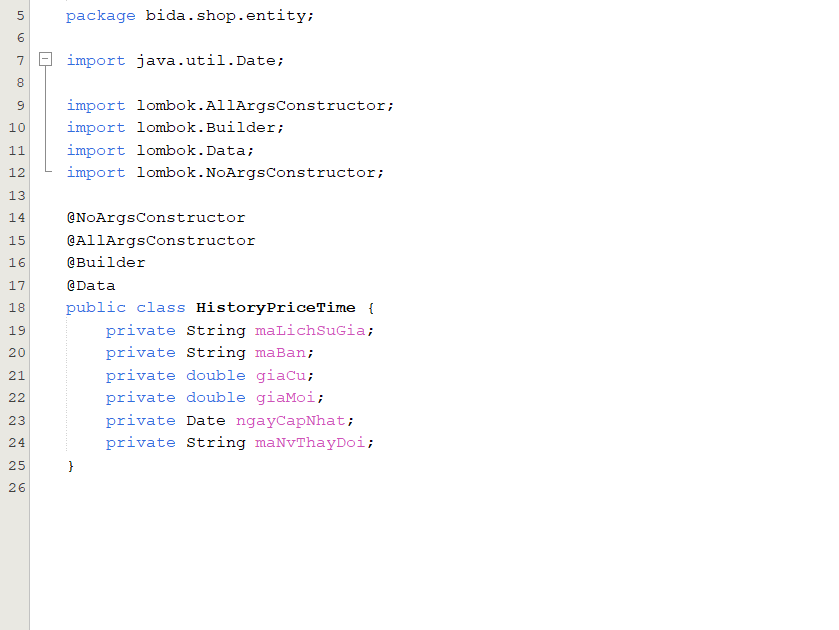 5 package bida.shop.entity;
6
7 import java.util.Date;
8
9 import lombok.AllArgsConstructor;
10 import lombok.Builder;
11 import lombok.Data;
12 import lombok.NoArgsConstructor;
13
14 @NoArgsConstructor
15 @AllArgsConstructor
16 @Builder
17 @Data
18 public class HistoryPriceTime {
19     private String maLichSuGia;
20     private String maBan;
21     private double giaCu;
22     private double giaMoi;
23     private Date ngayCapNhat;
24     private String maNvThayDoi;
25 }
26